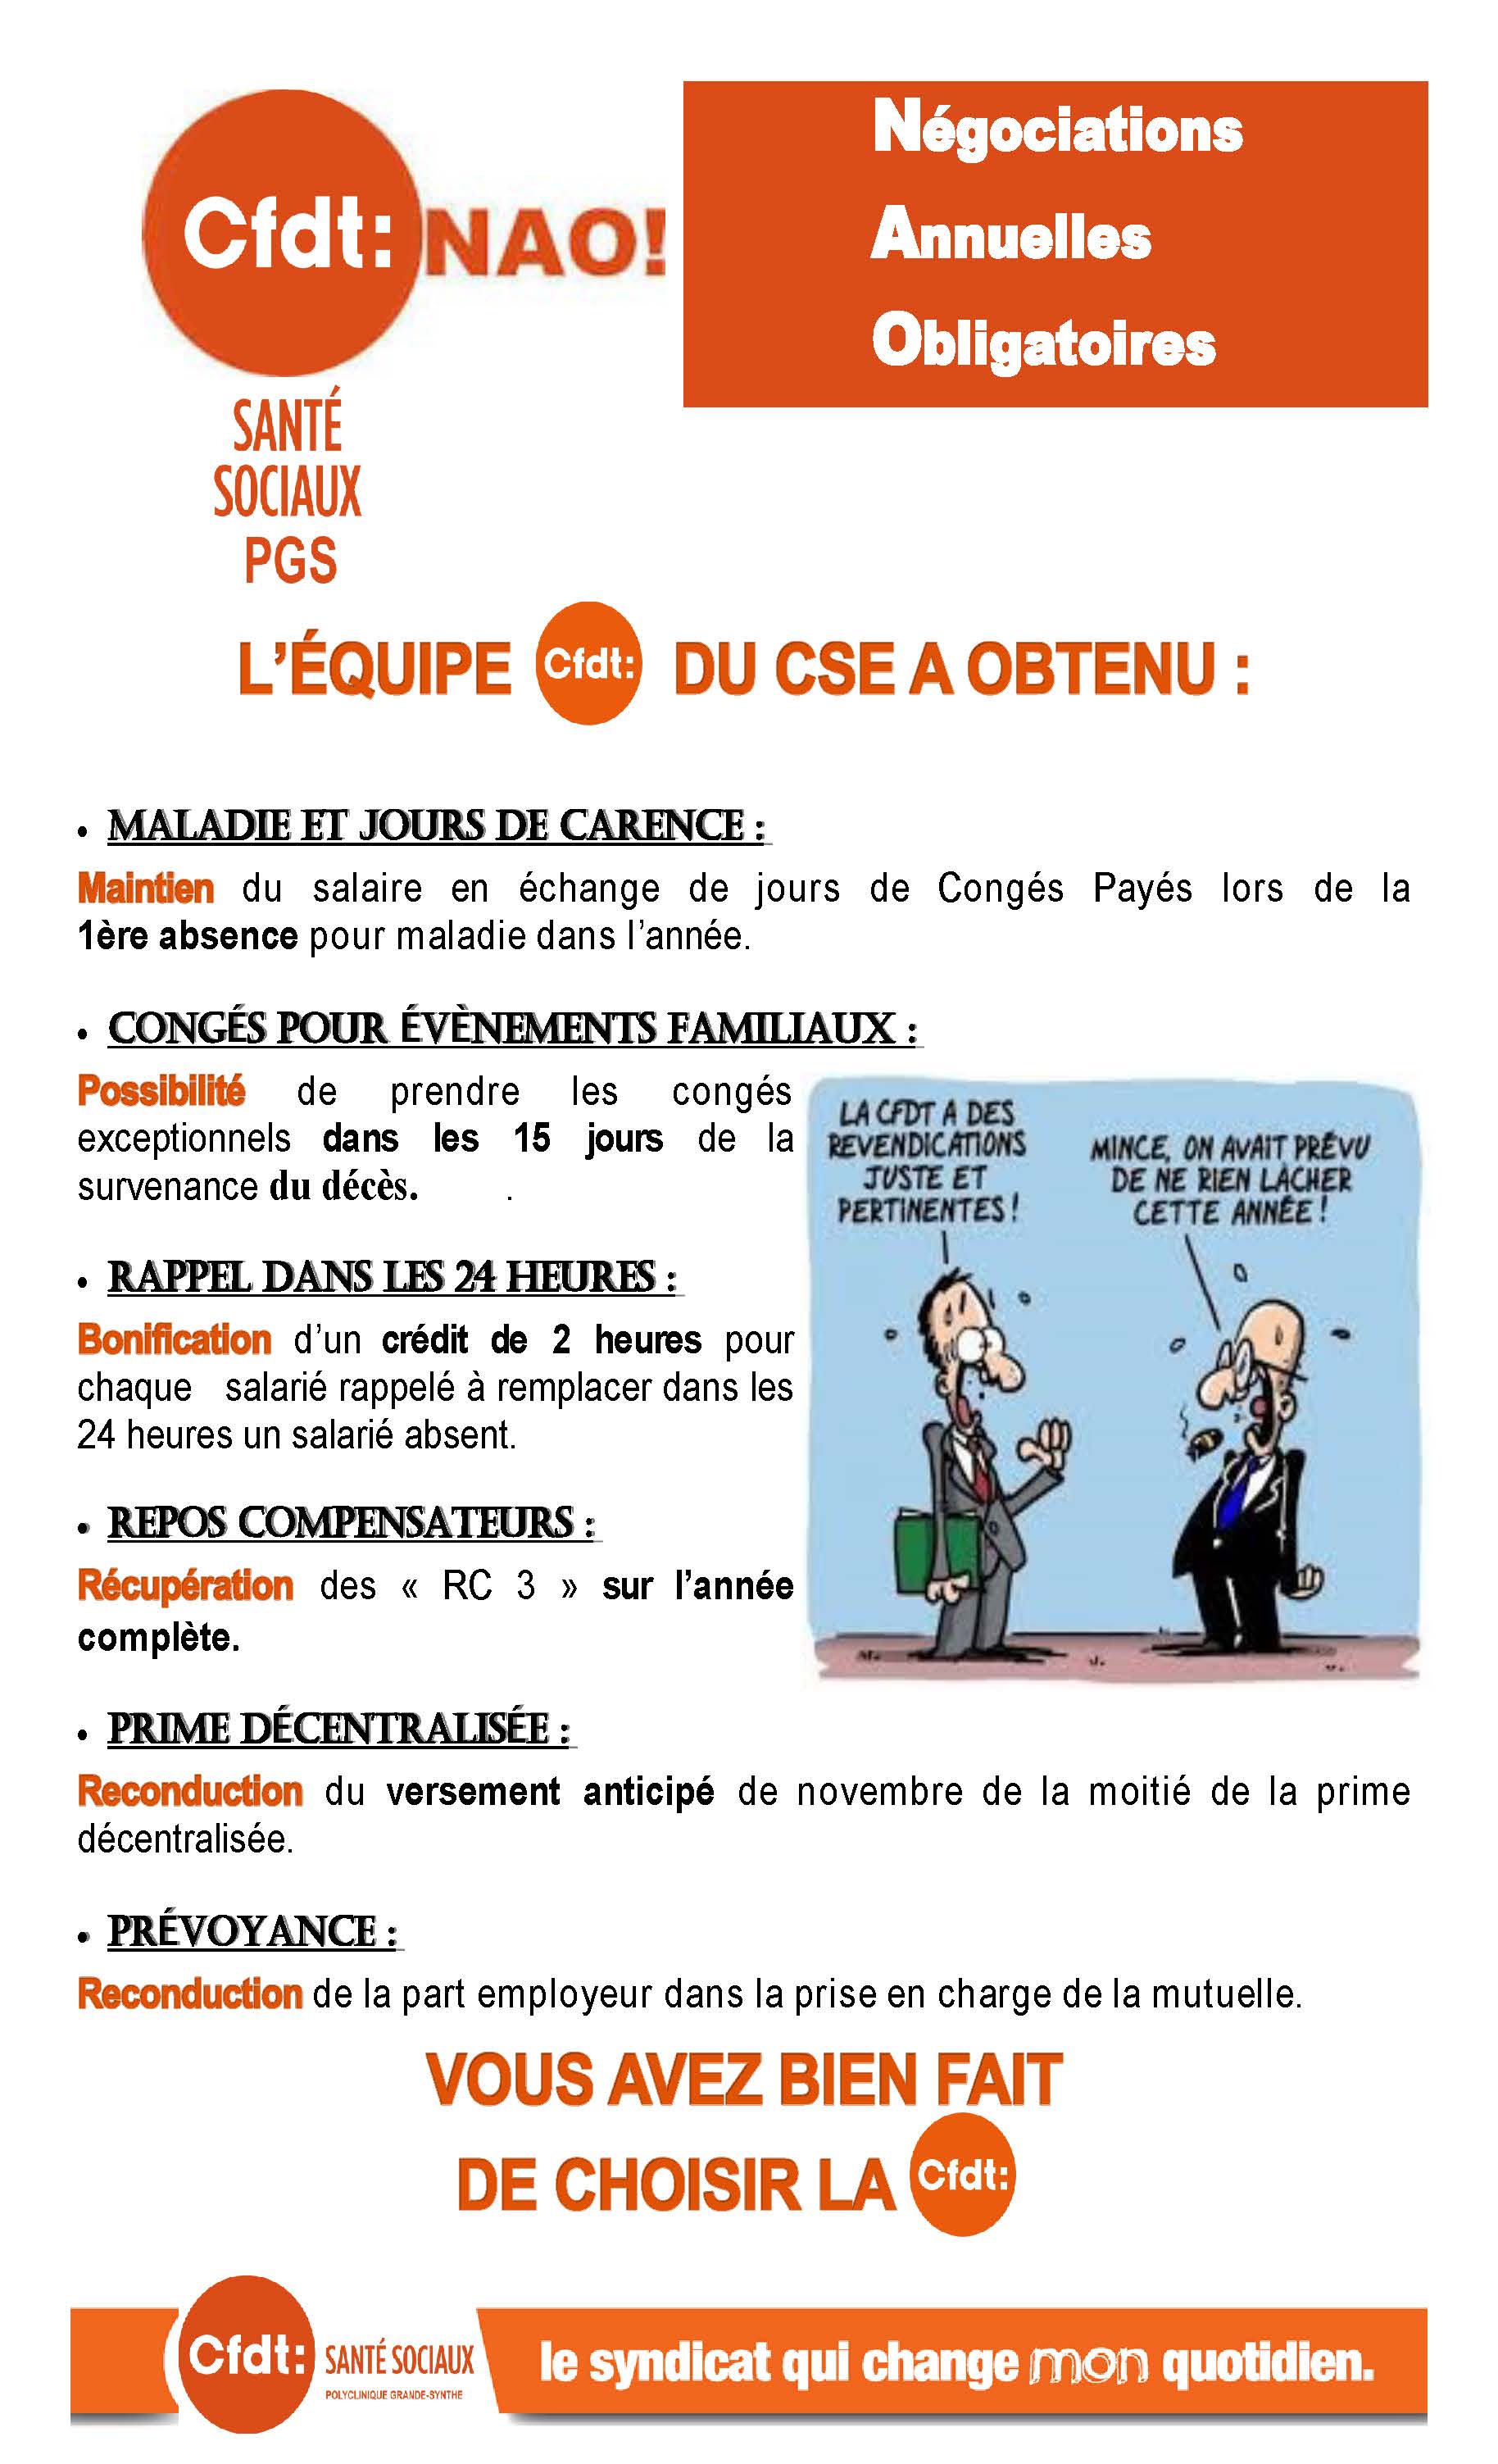 Cfdt: NAO!
Négociations
Annuelles
Obligatoires
SANTÉ
SOCIAUX
PGS
L'ÉQUIPE Cfdt: DU CSE A OBTENU :
• MALADIE ET JOURS DE CARENCE :
Maintien du salaire en échange de jours de Congés Payés lors de la
1ère absence pour maladie dans l'année.
• CONGÉS POUR ÉVÈNEMENTS FAMILIAUX :
Possibilité de prendre les congés
exceptionnels dans les 15 jours de la
survenance du décès. .
LA CFDT A DES
REVENDICATIONS
JUSTE ET
PERTINENTES !
MINCE, ON AVAIT PRÉVU
DE NE RIEN LÂCHER
CETTE ANNÉE !
• RAPPEL DANS LES 24 HEURES :
Bonification d'un crédit de 2 heures pour
chaque salarié rappelé à remplacer dans les
24 heures un salarié absent.
• REPOS COMPENSATEURS :
Récupération des « RC 3 » sur l'année
complète.
• PRIME DÉCENTRALISÉE :
Reconduction du versement anticipé de novembre de la moitié de la prime
décentralisée.
• PRÉVOYANCE :
Reconduction de la part employeur dans la prise en charge de la mutuelle.
VOUS AVEZ BIEN FAIT
DE CHOISIR LA Cfdt:
Cfdt: SANTÉ SOCIAUX
POLYCLINIQUE GRANDE-SYNTHE
le syndicat qui change mon quotidien.